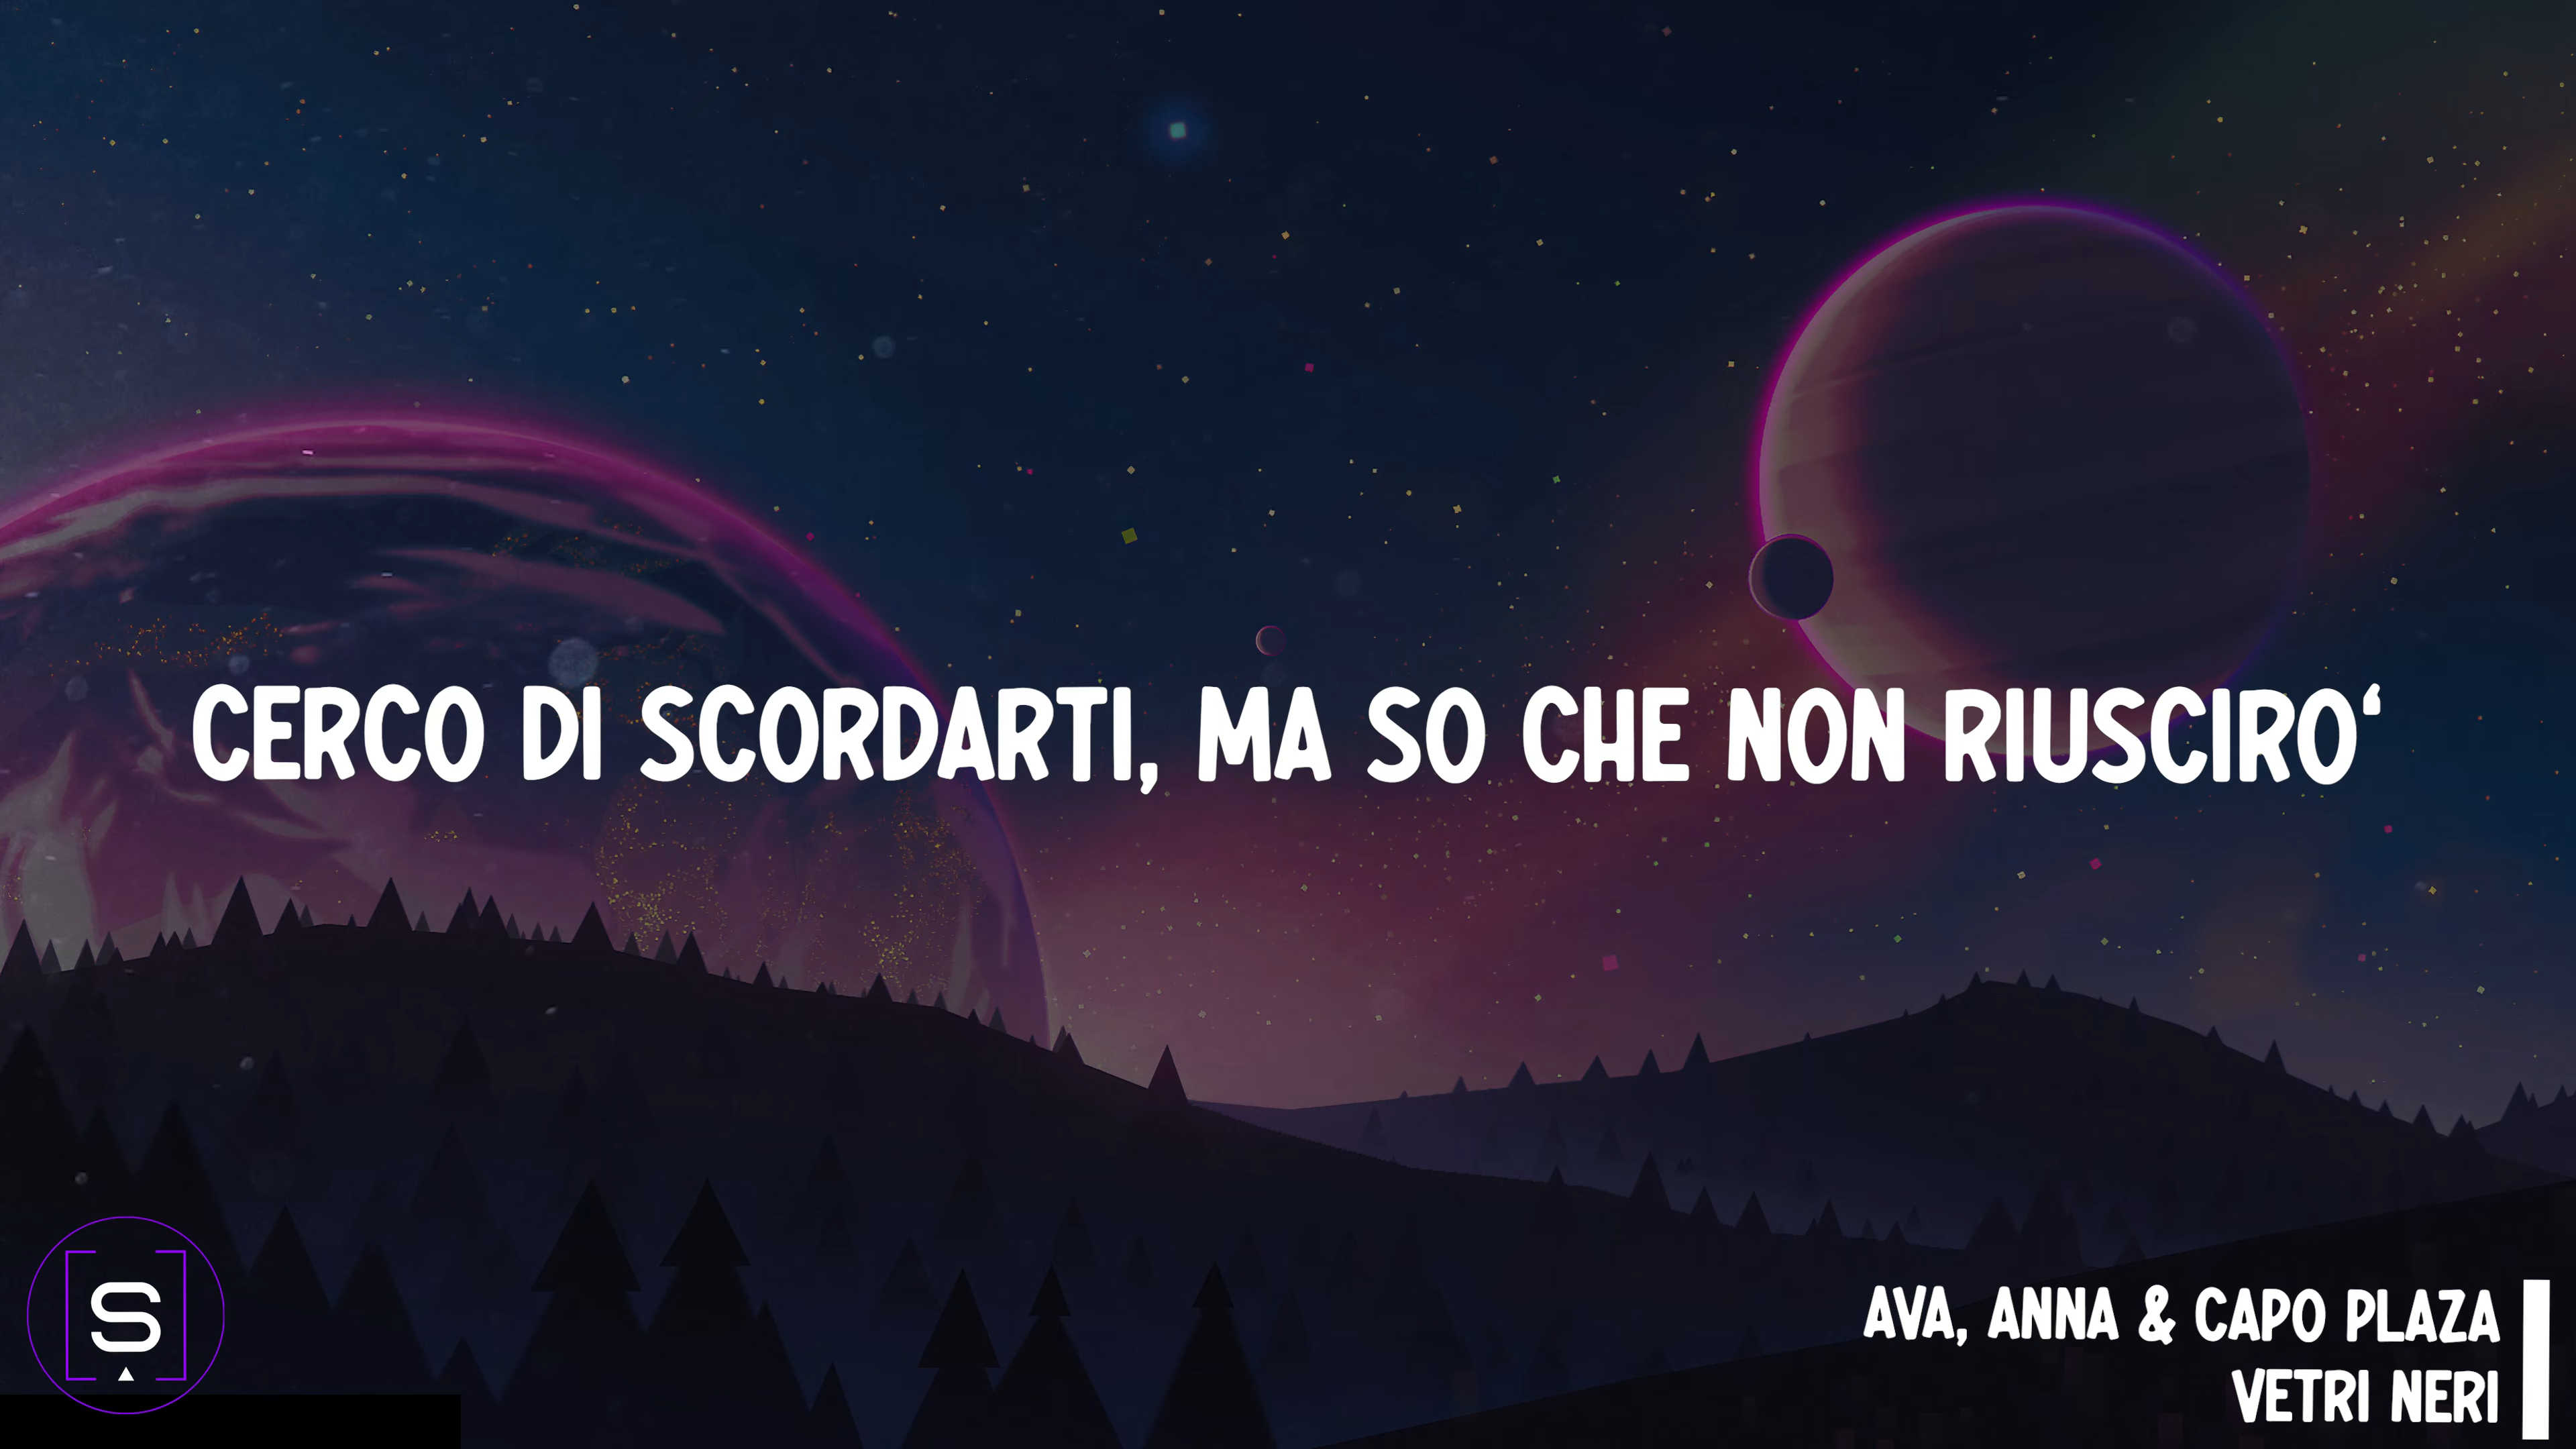 CERCO DI SCORDARTI, MA SO CHE NON RIUSCIRO‘
S
AVA, ANNA & CAPO PLAZA
VETRI NERI